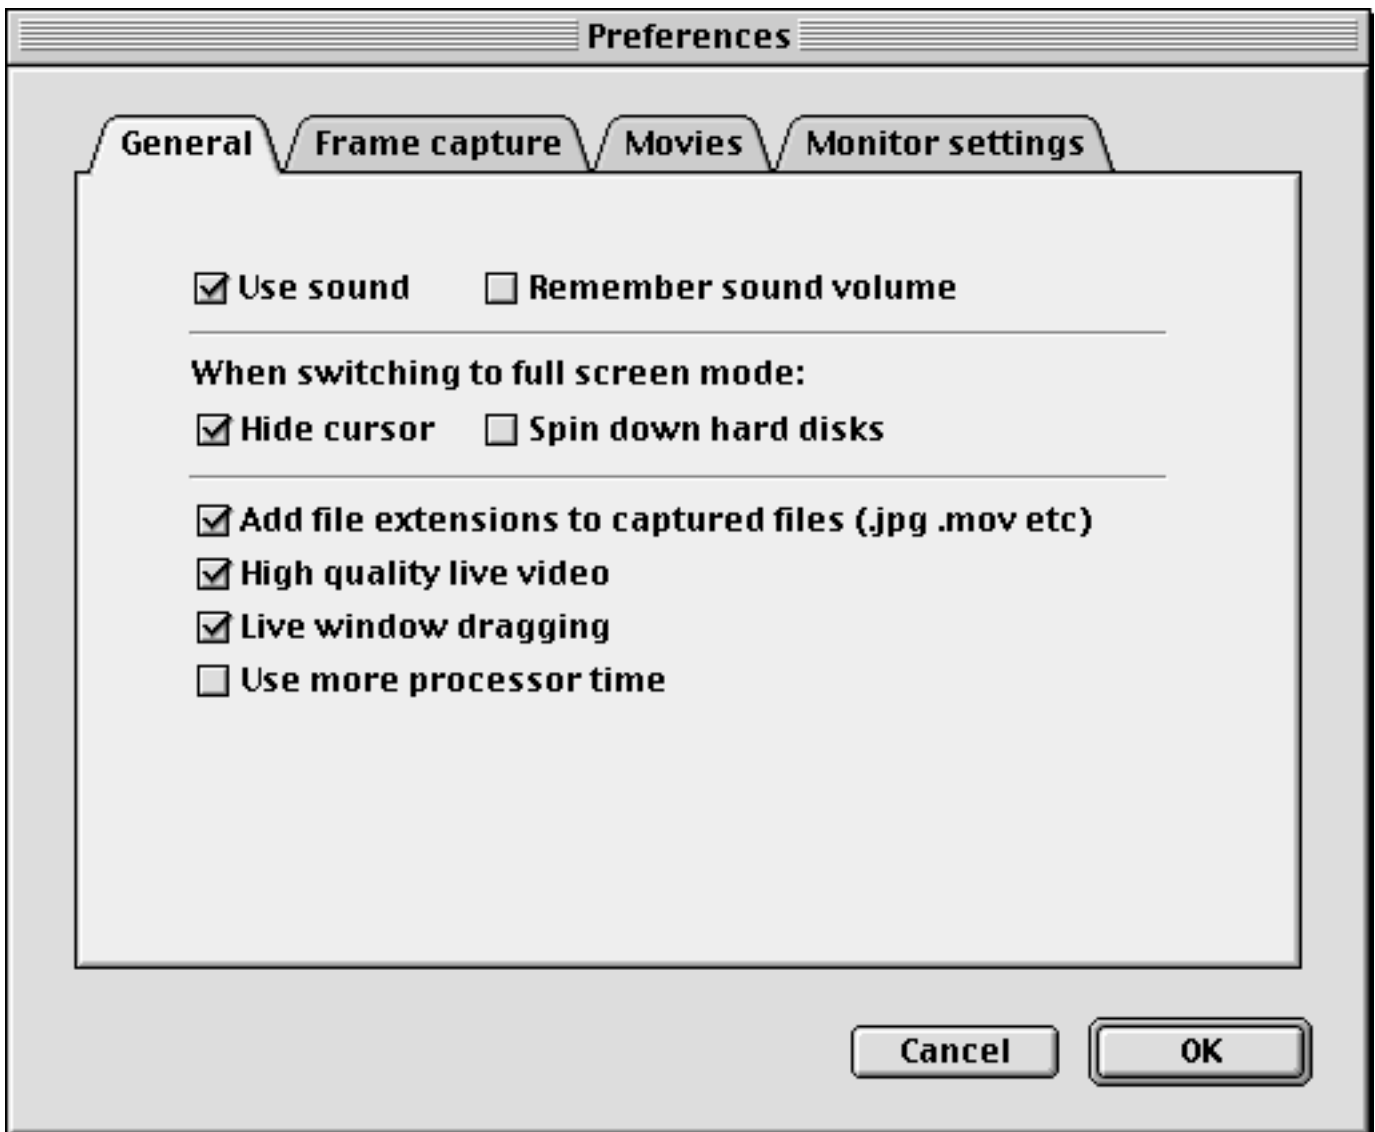 Preferences
General Frame capture Movies Monitor settings
Use sound Remember sound volume
When switching to full screen mode:
Hide cursor Spin down hard disks
Add file extensions to captured files (.jpg .mov etc)
High quality live video
Live window dragging
Use more processor time
Cancel OK